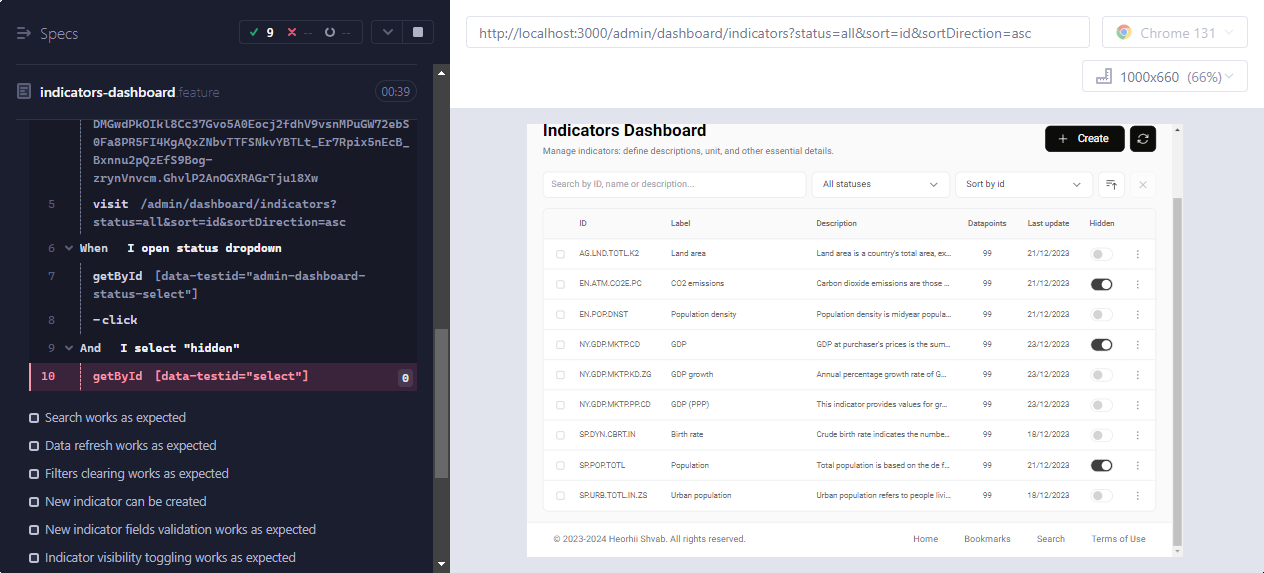 Specs
9
--
--
indicators-dashboard.feature
00:39
DMGwdPkOIkl8Cc37Gvo5A0Eocj2fdhV9vsnMPuGW72ebS
0Fa8PR5FI4KgAQxZNbvTTFSNkvYBTLt_Er7Rpix5nEcB_
Bxnnu2pQzEfS9Bog-
zrynVnvcm.GhvlP2AnOGXRAGrTju18Xw
5 visit /admin/dashboard/indicators?
status=all&sort=id&sortDirection=asc
6 When I open status dropdown
7 getById [data-testid="admin-dashboard-
status-select"]
8 -click
9 And I select "hidden"
10 getById [data-testid="select"] 0
Search works as expected
Data refresh works as expected
Filters clearing works as expected
New indicator can be created
New indicator fields validation works as expected
Indicator visibility toggling works as expected
http://localhost:3000/admin/dashboard/indicators?status=all&sort=id&sortDirection=asc
Chrome 131
1000x660 (66%)
Indicators Dashboard
Manage indicators: define descriptions, unit, and other essential details.
+ Create
Search by ID, name or description...
All statuses
Sort by id
ID Label Description Datapoints Last update Hidden
AG.LND.TOTL.K2 Land area Land area is a country's total area, ex... 99 21/12/2023
EN.ATM.CO2E.PC CO2 emissions Carbon dioxide emissions are those ... 99 21/12/2023
EN.POP.DNST Population density Population density is midyear popula... 99 21/12/2023
NY.GDP.MKTP.CD GDP GDP at purchaser's prices is the sum... 99 23/12/2023
NY.GDP.MKTP.KD.ZG GDP growth Annual percentage growth rate of G... 99 23/12/2023
NY.GDP.MKTP.PP.CD GDP (PPP) This indicator provides values for gr... 99 23/12/2023
SP.DYN.CBRT.IN Birth rate Crude birth rate indicates the numbe... 99 18/12/2023
SP.POP.TOTL Population Total population is based on the de f... 99 21/12/2023
SP.URB.TOTL.IN.ZS Urban population Urban population refers to people livi... 99 18/12/2023
© 2023-2024 Heorhii Shvab. All rights reserved.
Home
Bookmarks
Search
Terms of Use